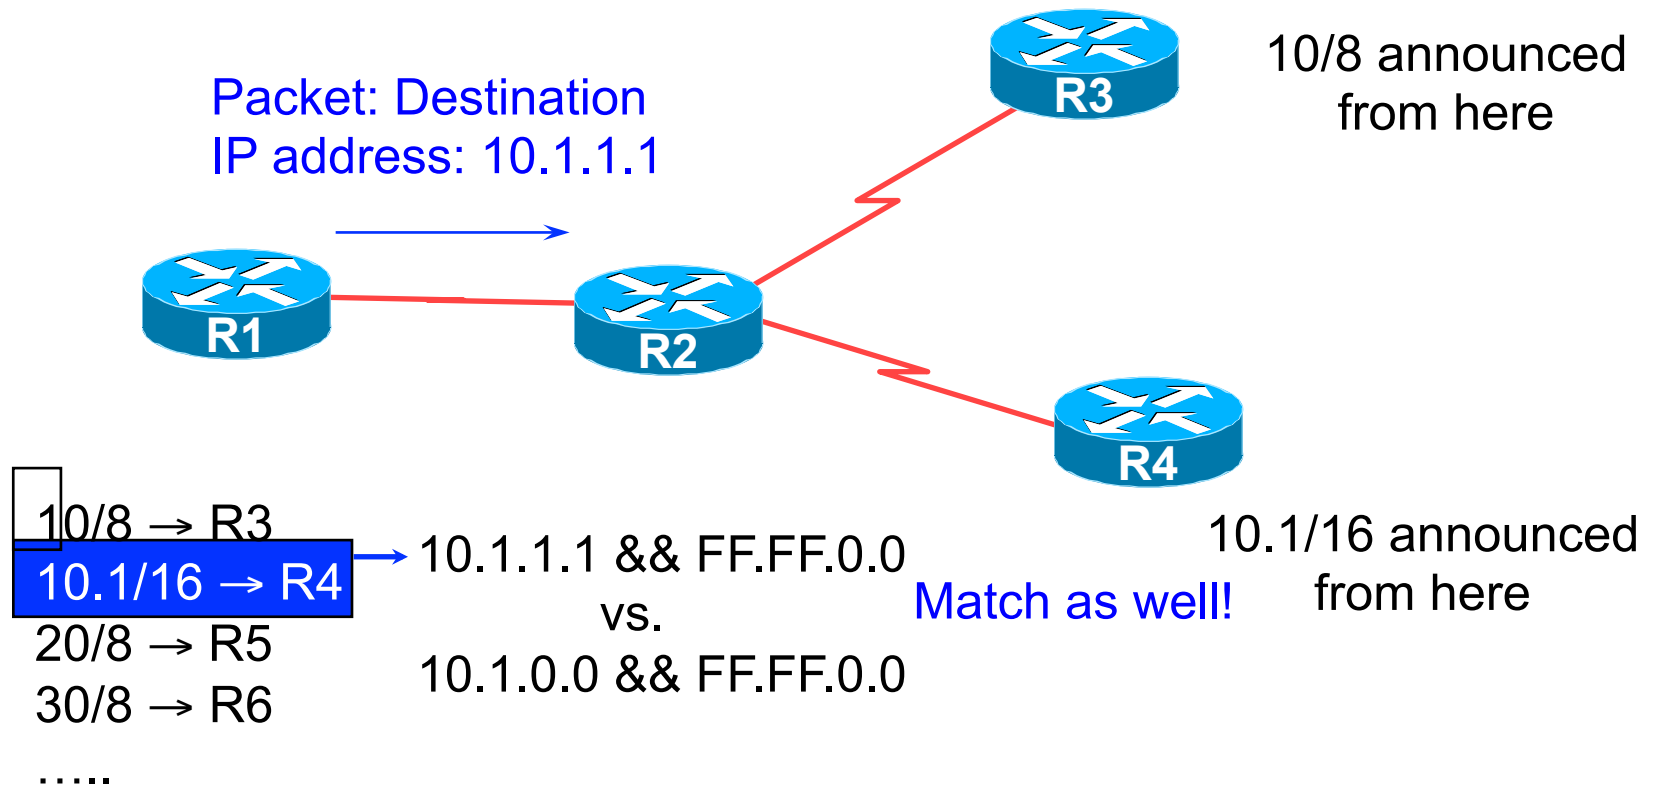 Packet: Destination
IP address: 10.1.1.1
R3
10/8 announced
from here
R1
R2
R4
10.1/16 announced
from here
10/8 → R3
10.1/16 → R4
20/8 → R5
30/8 → R6
…..
10.1.1.1 && FF.FF.0.0
vs.
10.1.0.0 && FF.FF.0.0
Match as well!